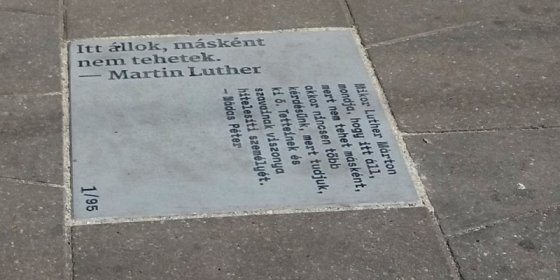 Itt állok, másként
nem tehetek.
— Martin Luther
Mikor Luther Márton
mondja, hogy itt áll,
mert nem tehet másként,
akkor nincsen több
kérdésünk, mert tudjuk,
ki ő. Tetteinek és
szavainak viszonya
hitelesíti személyét.
— Nádas Péter
1/95